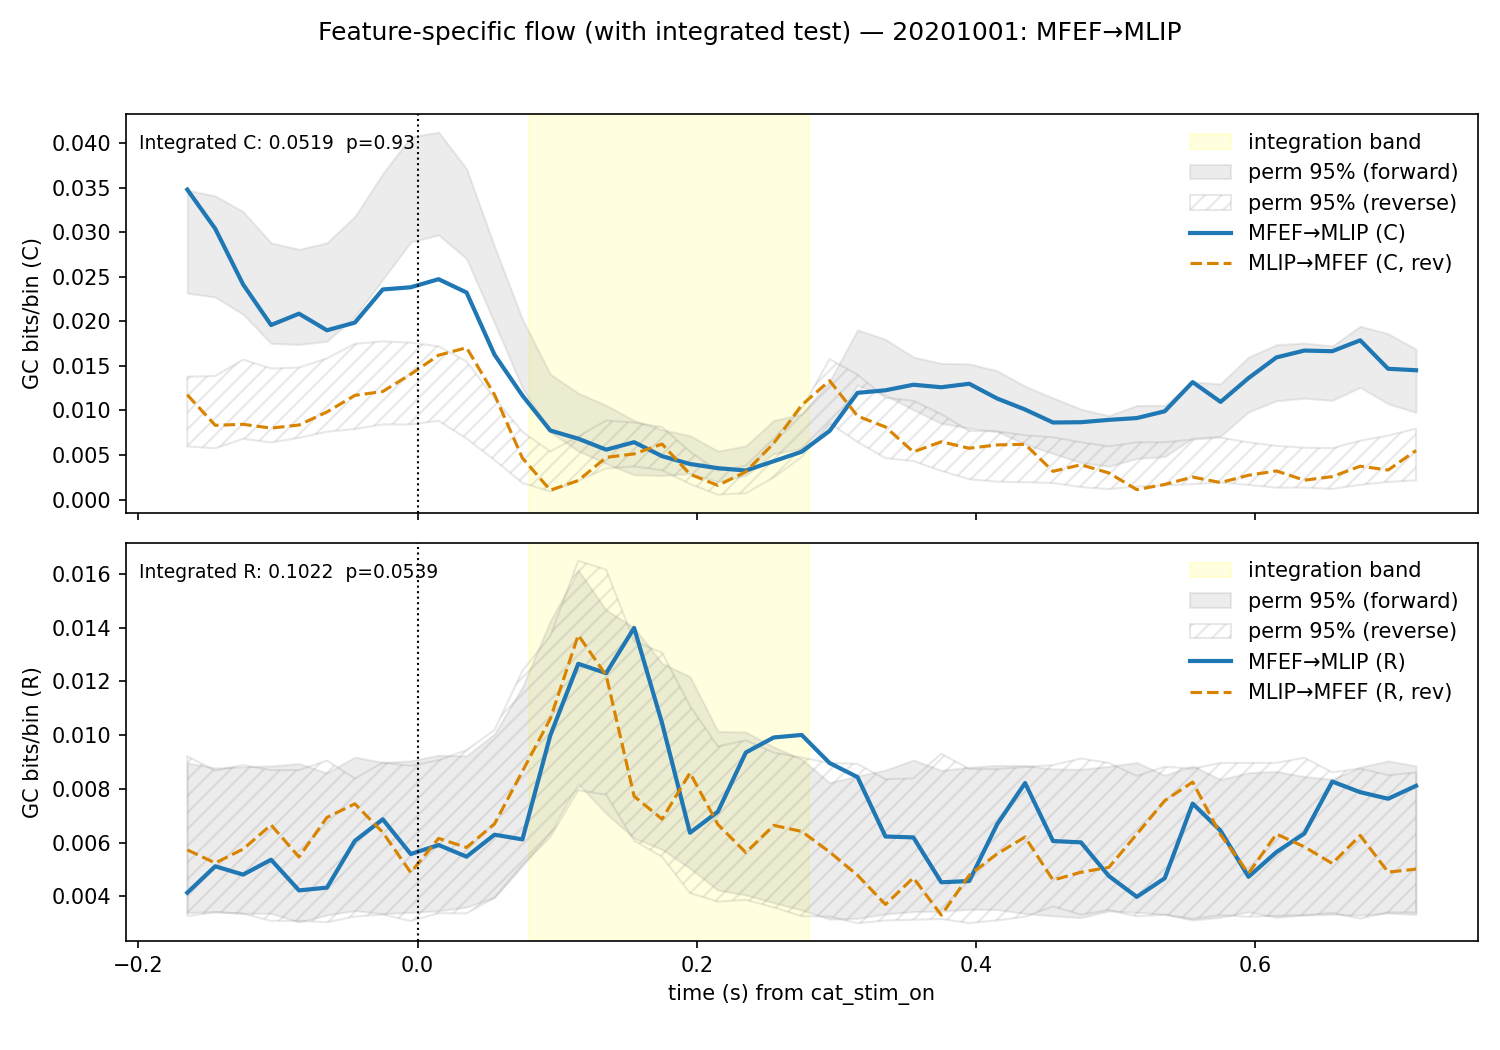 Feature-specific flow (with integrated test) — 20201001: MFEF→MLIP
Integrated C: 0.0519  p=0.93
integration band
perm 95% (forward)
perm 95% (reverse)
MFEF→MLIP (C)
MLIP→MFEF (C, rev)
GC bits/bin (C)
0.040
0.035
0.030
0.025
0.020
0.015
0.010
0.005
0.000
Integrated R: 0.1022  p=0.0539
integration band
perm 95% (forward)
perm 95% (reverse)
MFEF→MLIP (R)
MLIP→MFEF (R, rev)
GC bits/bin (R)
0.016
0.014
0.012
0.010
0.008
0.006
0.004
−0.2 0.0 0.2 0.4 0.6
time (s) from cat_stim_on